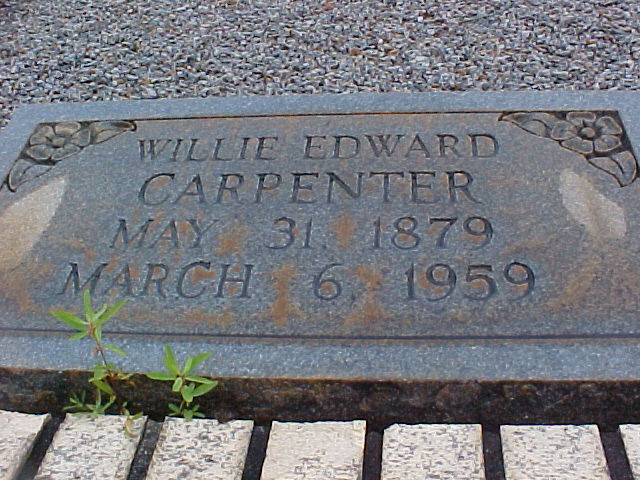 WILLIE EDWARD
CARPENTER
MAY 31, 1879
MARCH 6, 1959